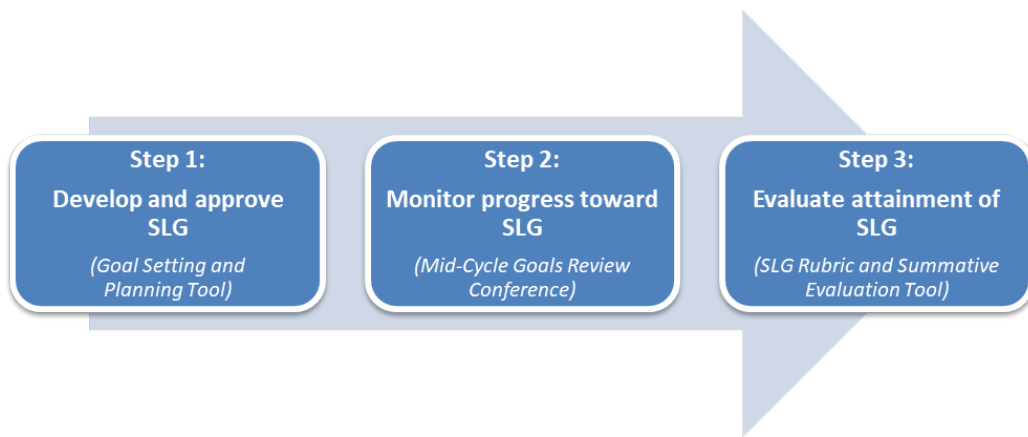 Step 1:
Develop and approve
SLG
(Goal Setting and
Planning Tool)
Step 2:
Monitor progress toward
SLG
(Mid-Cycle Goals Review
Conference)
Step 3:
Evaluate attainment of
SLG
(SLG Rubric and Summative
Evaluation Tool)